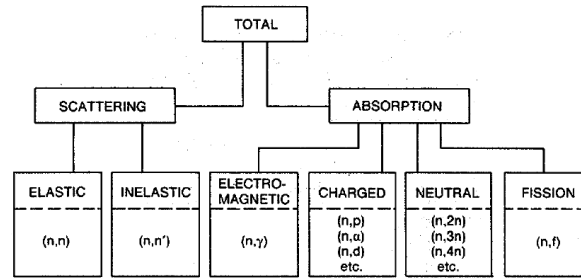 TOTAL
SCATTERING
ABSORPTION
ELASTIC
(n,n)
INELASTIC
(n,n')
ELECTRO-
MAGNETIC
(n,γ)
CHARGED
(n,p)
(n,α)
(n,d)
etc.
NEUTRAL
(n,2n)
(n,3n)
(n,4n)
etc.
FISSION
(n,f)